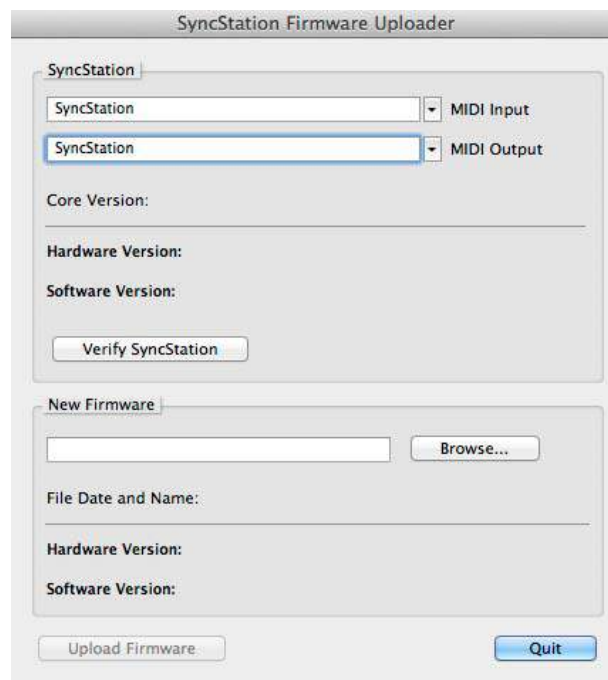 SyncStation Firmware Uploader
SyncStation
SyncStation MIDI Input
SyncStation MIDI Output
Core Version:
Hardware Version:
Software Version:
Verify SyncStation
New Firmware
Browse...
File Date and Name:
Hardware Version:
Software Version:
Upload Firmware Quit